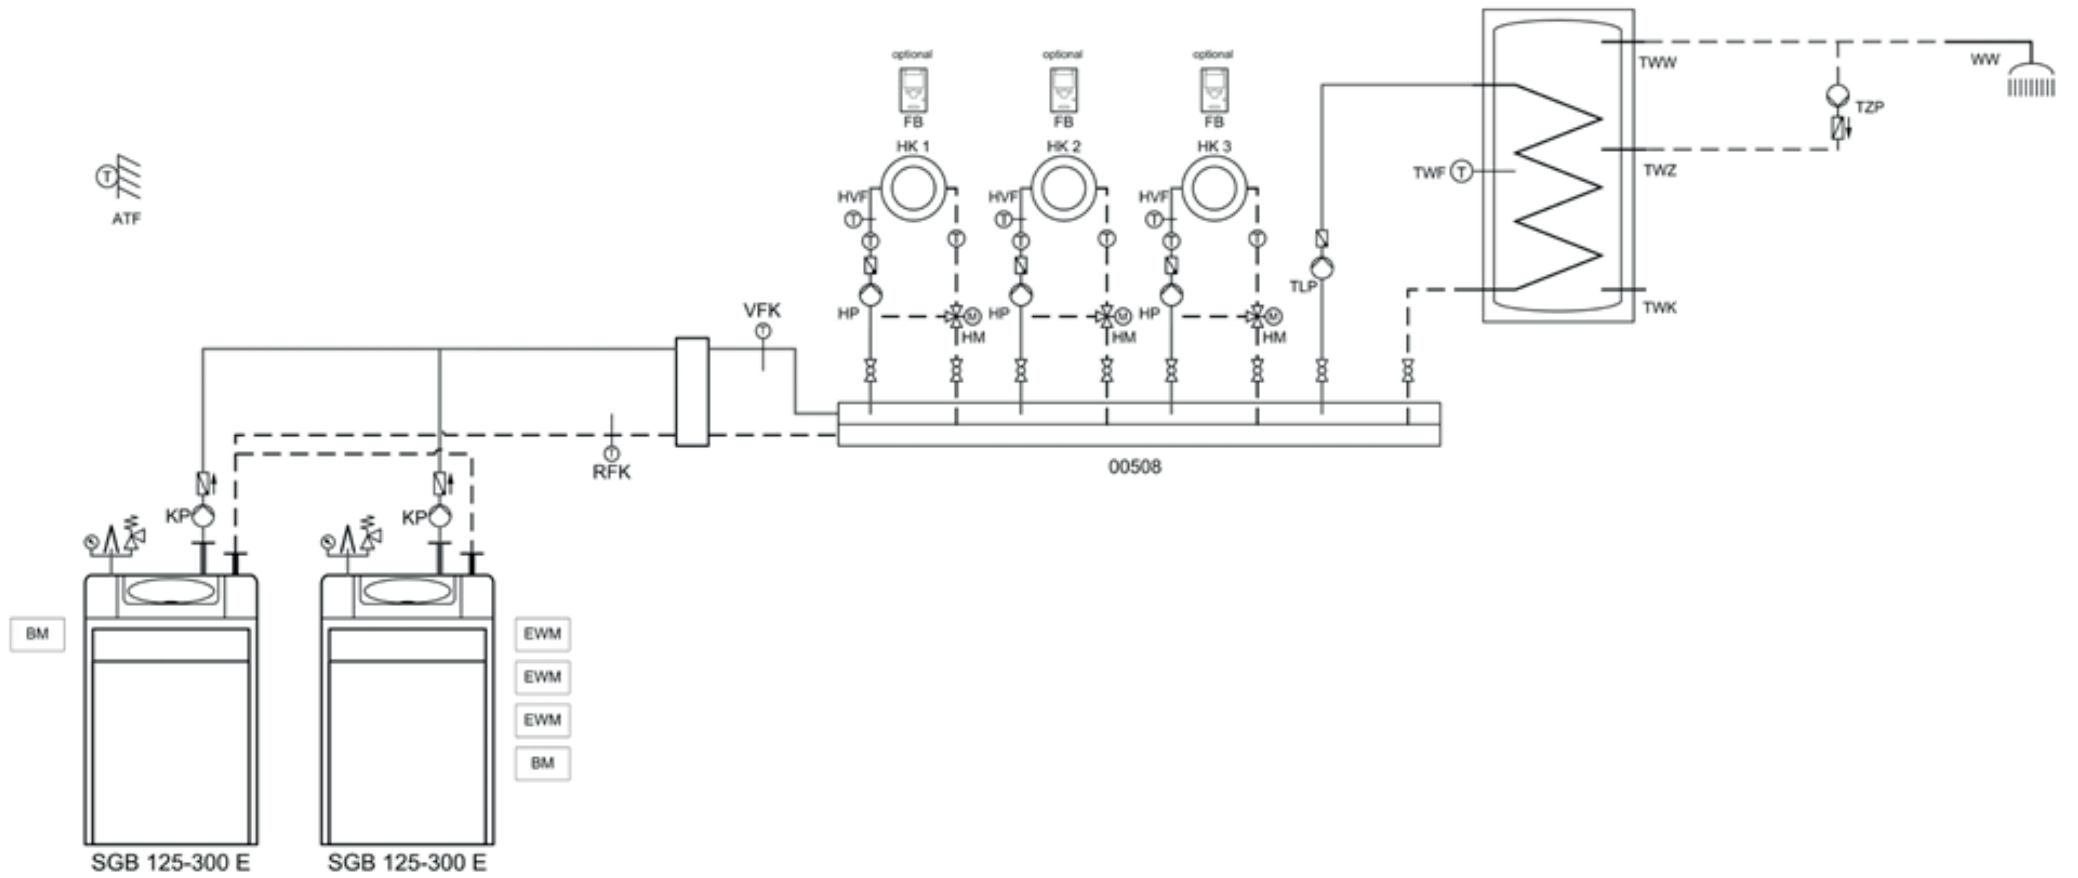 optional
optional
optional
FB
FB
FB
HK 1
HK 2
HK 3
TWW
WW
TZP
TWF
T
TWZ
T
ATF
HVF
HVF
HVF
T
T
T
T
T
T
T
T
T
TLP
HP
M
HP
M
HP
M
HM
HM
HM
TWK
VFK
T
T
RFK
00508
KP
KP
BM
EWM
EWM
EWM
BM
SGB 125-300 E
SGB 125-300 E